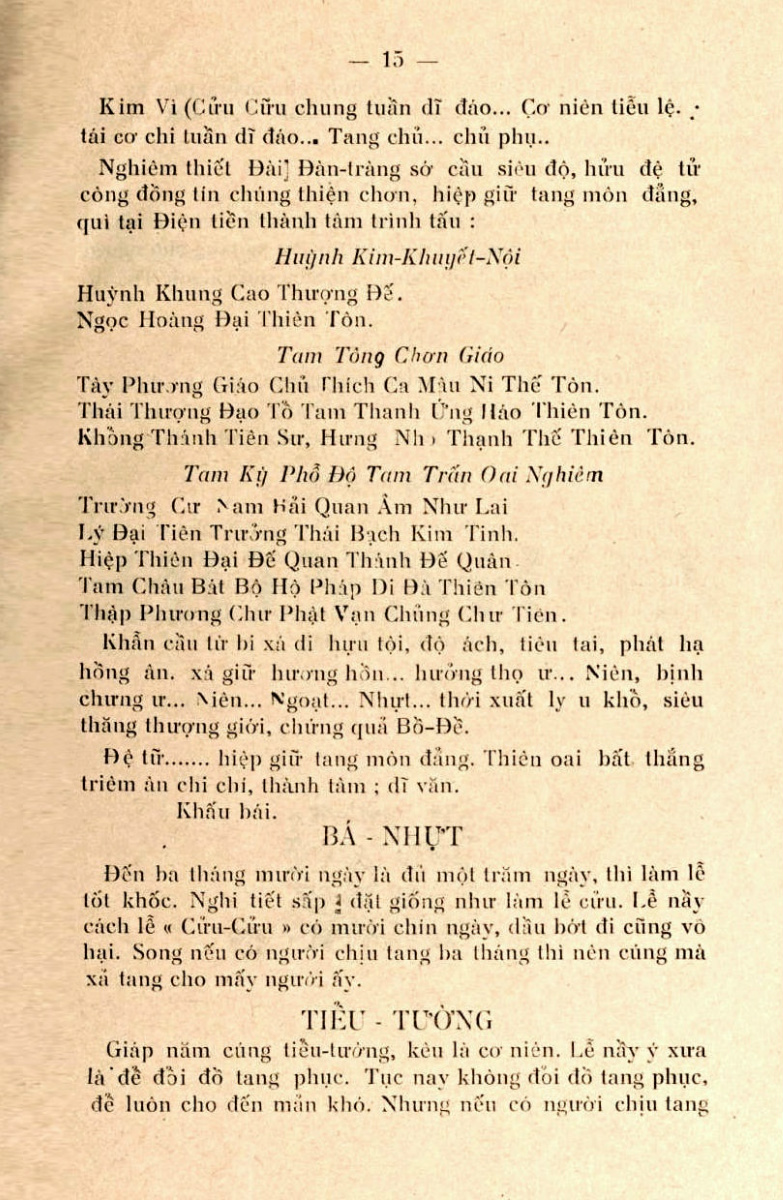 — 15 —
Kim Vì (Cửu Cữu chung tuần dĩ đáo... Cơ niên tiễu lệ.
tái cơ chi tuần dĩ đáo... Tang chủ... chủ phụ..
Nghiêm thiết Đài Đàn-tràng sở cầu siêu độ, hửu đệ tử
công đồng tín chúng thiện chơn, hiệp giữ tang môn đẳng,
quì tại Điện tiền thành tâm trình tấu :
Huỳnh Kim-Khuyết-Nội
Huỳnh Khung Cao Thượng Đế.
Ngọc Hoàng Đại Thiên Tôn.
Tam Tông Chơn Giáo
Tây Phương Giáo Chủ Thích Ca Mâu Ni Thế Tôn.
Thái Thượng Đạo Tồ Tam Thanh Ứng Háo Thiên Tôn.
Khồng Thánh Tiên Sư, Hưng Nho Thạnh Thế Thiên Tôn.
Tam Kỳ Phổ Độ Tam Trấn Oai Nghiêm
Trường Cư Nam Hải Quan Âm Như Lai
Lý Đại Tiên Trưởng Thái Bạch Kim Tinh.
Hiệp Thiên Đại Đế Quan Thánh Đế Quân.
Tam Châu Bát Bộ Hộ Pháp Di Đà Thiên Tôn
Thập Phương Chư Phật Vạn Chủng Chư Tiên.
Khẩn cầu từ bi xá di hựu tội, độ ách, tiêu tai, phát hạ
hồng ân. xá giữ hương hồn... hưởng thọ ư... Niên, bịnh
chưng ư... Niên... Ngoạt... Nhựt... thời xuất ly u khổ, siêu
thăng thượng giới, chứng quả Bồ-Đề.
Đệ tử....... hiệp giữ tang môn đẳng. Thiên oai bất thắng
triêm ân chi chí, thành tâm ; dĩ văn.
Khấu bái.
BÁ - NHỰT
Đến ba tháng mười ngày là đủ một trăm ngày, thì làm lễ
tốt khốc. Nghi tiết sấp đặt giống như làm lễ cửu. Lễ nầy
cách lễ « Cửu-Cửu » có mười chín ngày, dầu bớt đi cũng vô
hại. Song nếu có người chịu tang ba tháng thì nên cúng mà
xả tang cho mấy người ấy.
TIỀU - TƯỜNG
Giáp năm cúng tiểu-tường, kêu là cơ niên. Lễ nầy ý xưa
là đề đồi đồ tang phục. Tục nay không đổi đồ tang phục,
đề luôn cho đến mãn khó. Nhưng nếu có người chịu tang